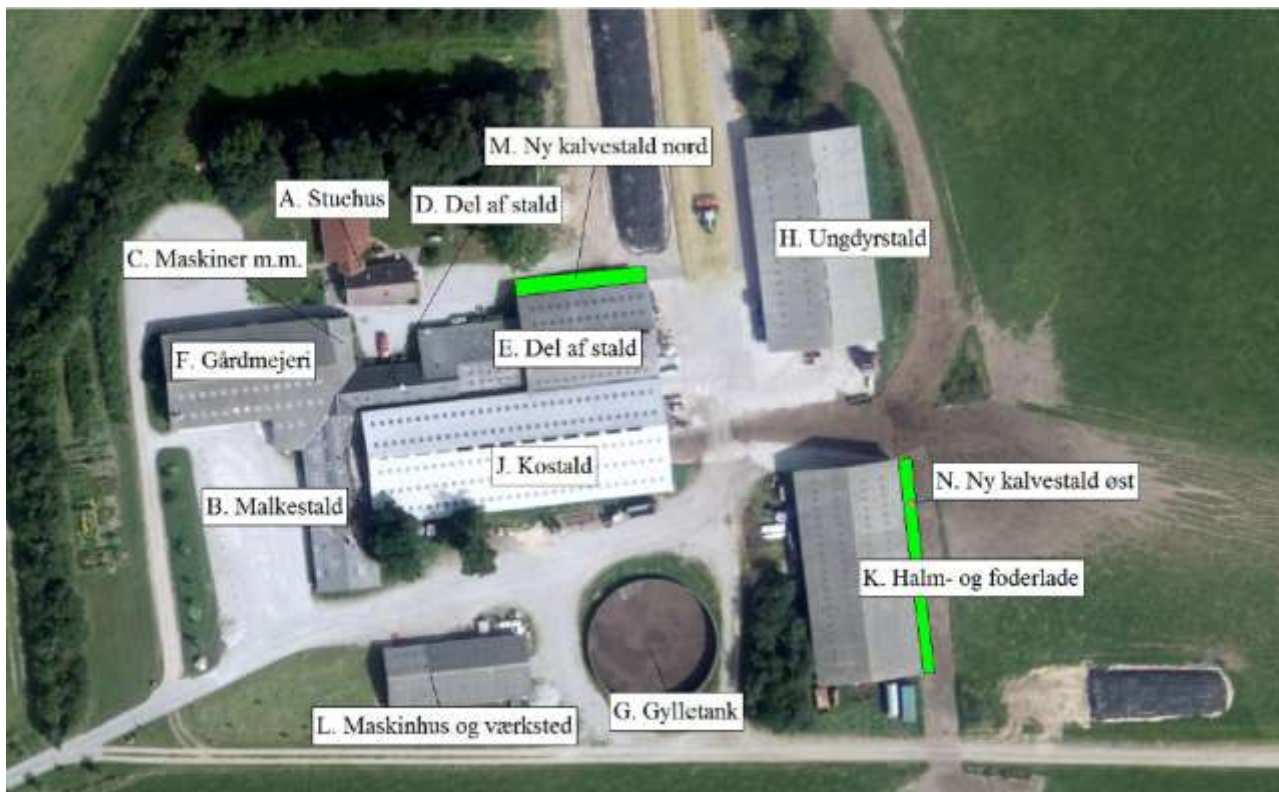 M. Ny kalvestald nord
A. Stuehus
D. Del af stald
C. Maskiner m.m.
H. Ungdyrstald
F. Gårdmejeri
E. Del af stald
J. Kostald
N. Ny kalvestald øst
B. Malkestald
K. Halm- og foderlade
G. Gylletank
L. Maskinhus og værksted